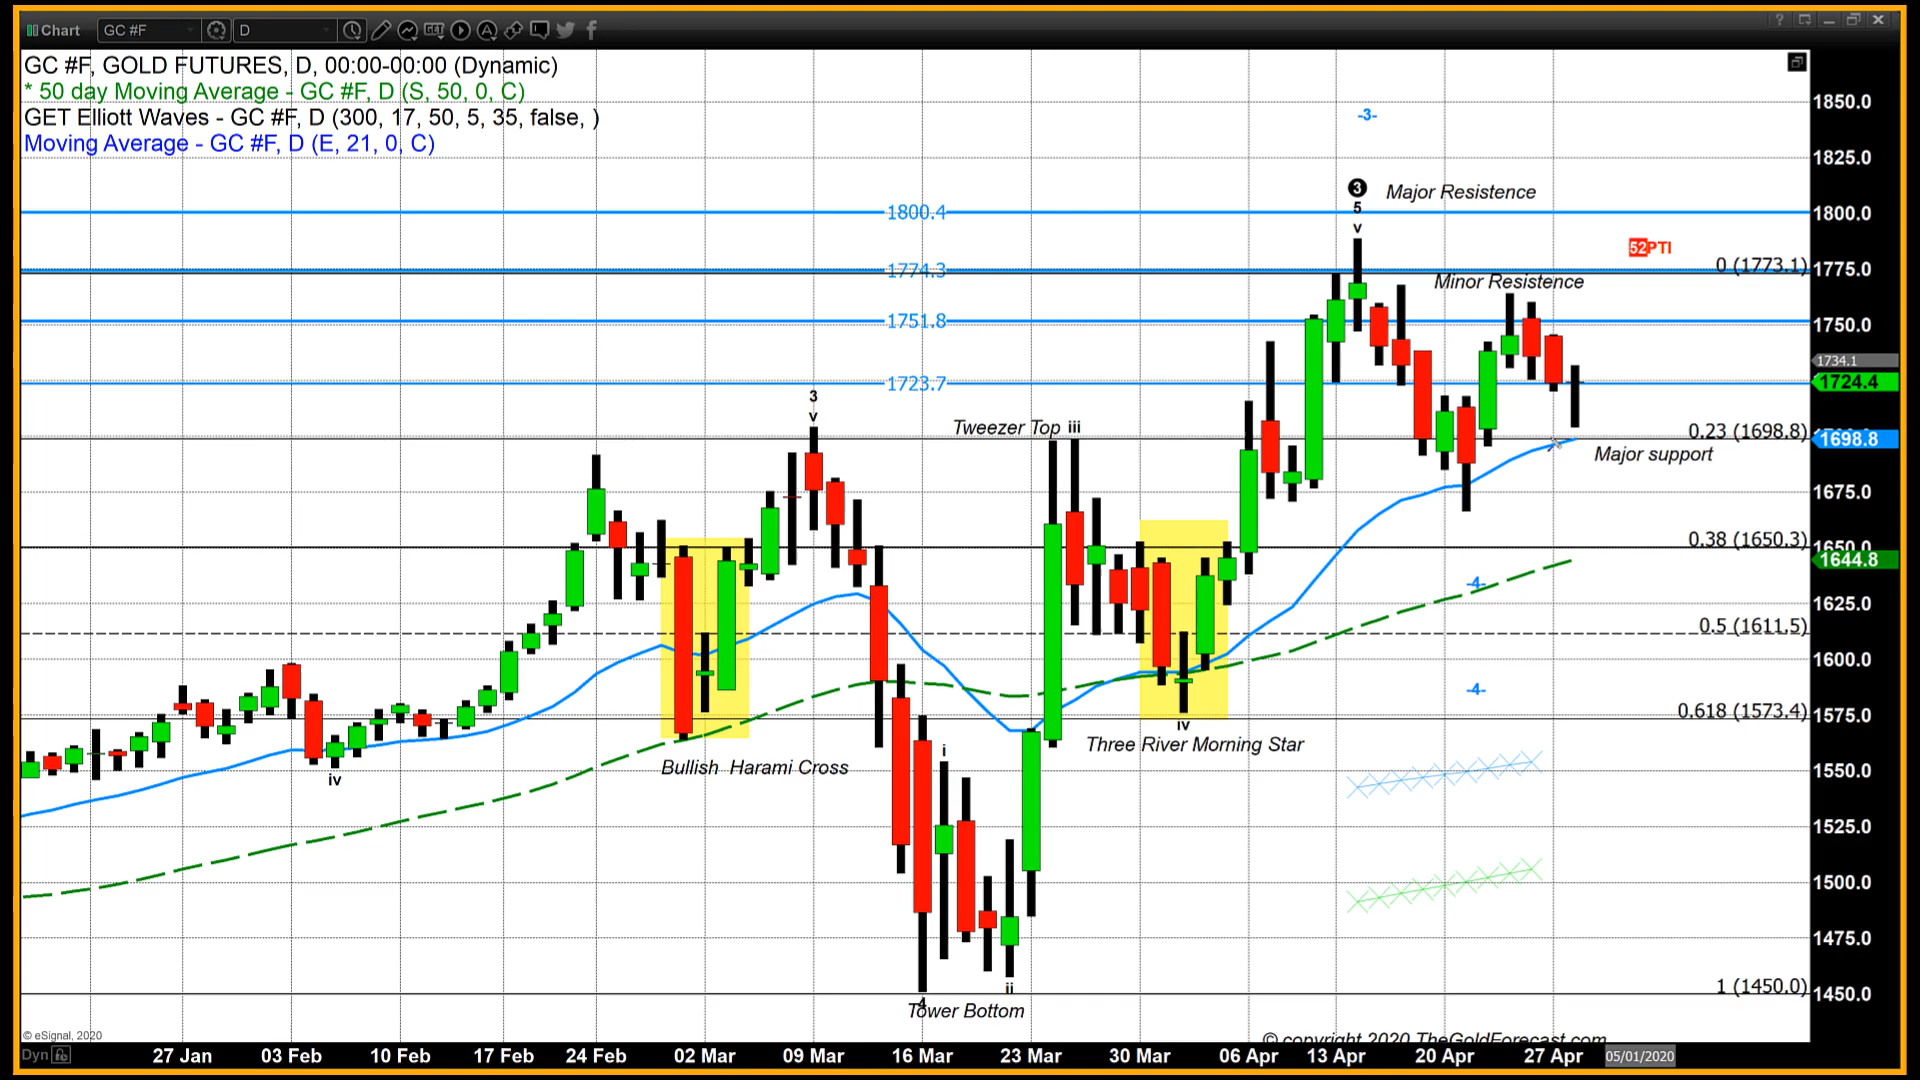 Chart GC #F D
GC #F, GOLD FUTURES, D, 00:00-00:00 (Dynamic)
* 50 day Moving Average - GC #F, D (S, 50, 0, C)
GET Elliott Waves - GC #F, D (300, 17, 50, 5, 35, false, )
Moving Average - GC #F, D (E, 21, 0, C)
1850.0
-3-
1825.0
3 Major Resistence
5
1800.4
1800.0
v
52PTI
0 (1773.1)
1774.3
1775.0
Minor Resistence
1751.8
1750.0
1734.1
1723.7
1724.4
3
v
Tweezer Top iii
0.23 (1698.8)
1698.8
Major support
1675.0
0.38 (1650.3)
1650.0
1644.8
-4-
1625.0
0.5 (1611.5)
1600.0
-4-
0.618 (1573.4)
1575.0
iv
Three River Morning Star
i
Bullish Harami Cross
iv
1550.0
1525.0
1500.0
1475.0
ii
1 (1450.0)
1450.0
4
Tower Bottom
© eSignal, 2020
© copyright 2020 TheGoldForecast.com
Dyn 27 Jan 03 Feb 10 Feb 17 Feb 24 Feb 02 Mar 09 Mar 16 Mar 23 Mar 30 Mar 06 Apr 13 Apr 20 Apr 27 Apr 05/01/2020